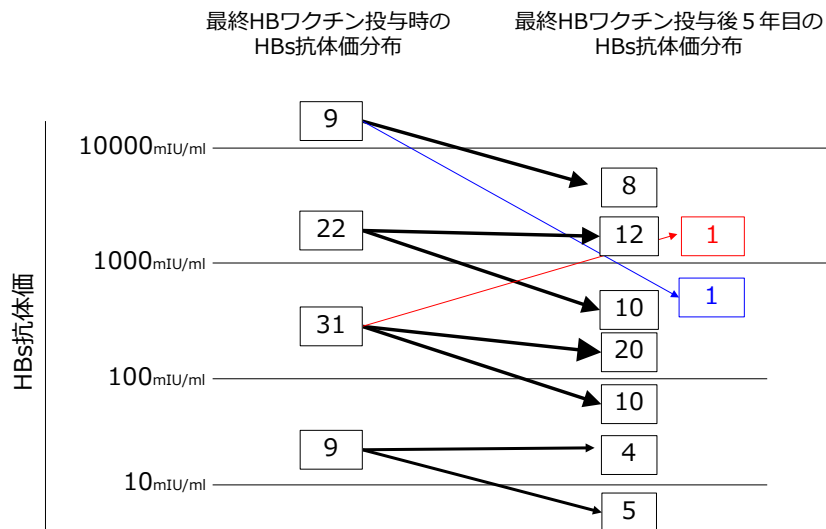 最終HBワクチン投与時の
HBs抗体価分布
最終HBワクチン投与後５年目の
HBs抗体価分布
HBs抗体価
9
10000mIU/ml
8
22
12
1
1000mIU/ml
1
10
31
20
100mIU/ml
10
9
4
10mIU/ml
5